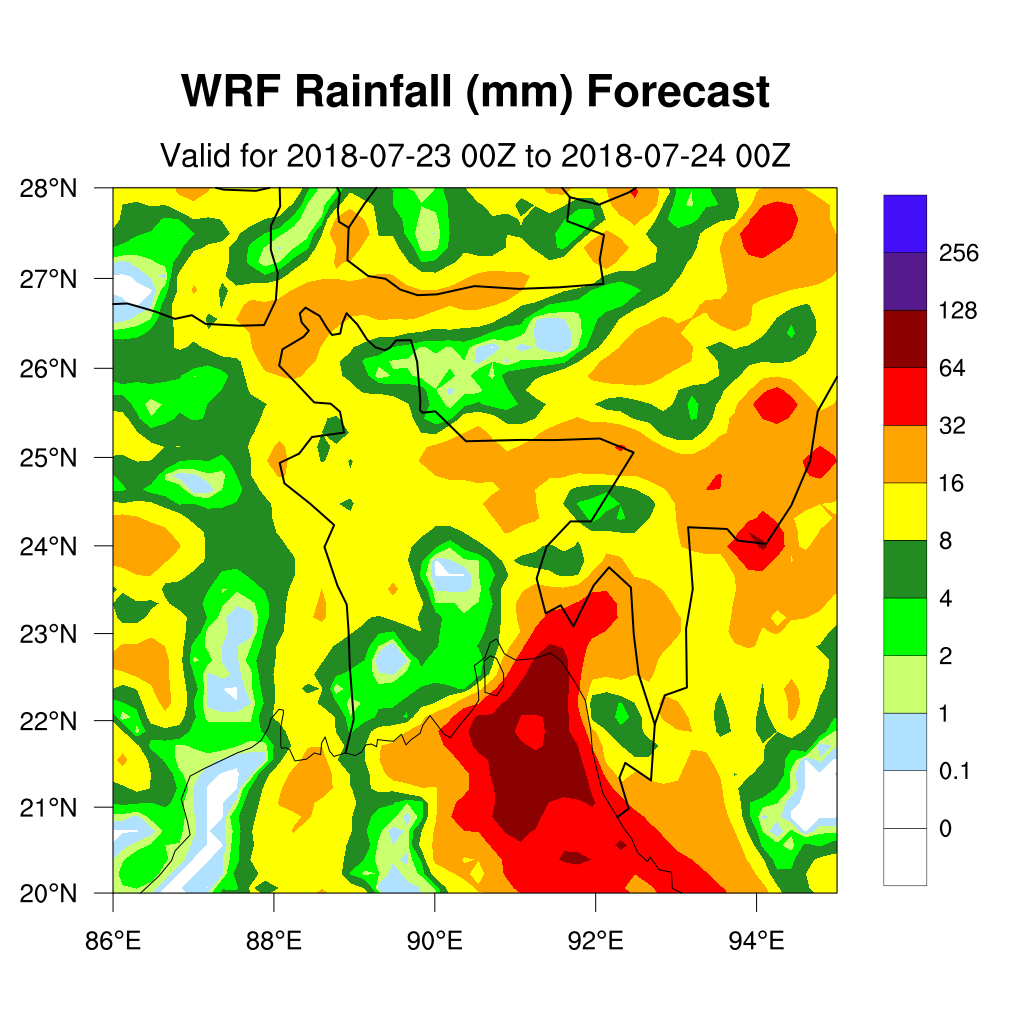 WRF Rainfall (mm) Forecast
Valid for 2018-07-23 00Z to 2018-07-24 00Z
28°N
27°N
26°N
25°N
24°N
23°N
22°N
21°N
20°N
86°E 88°E 90°E 92°E 94°E
256
128
64
32
16
8
4
2
1
0.1
0